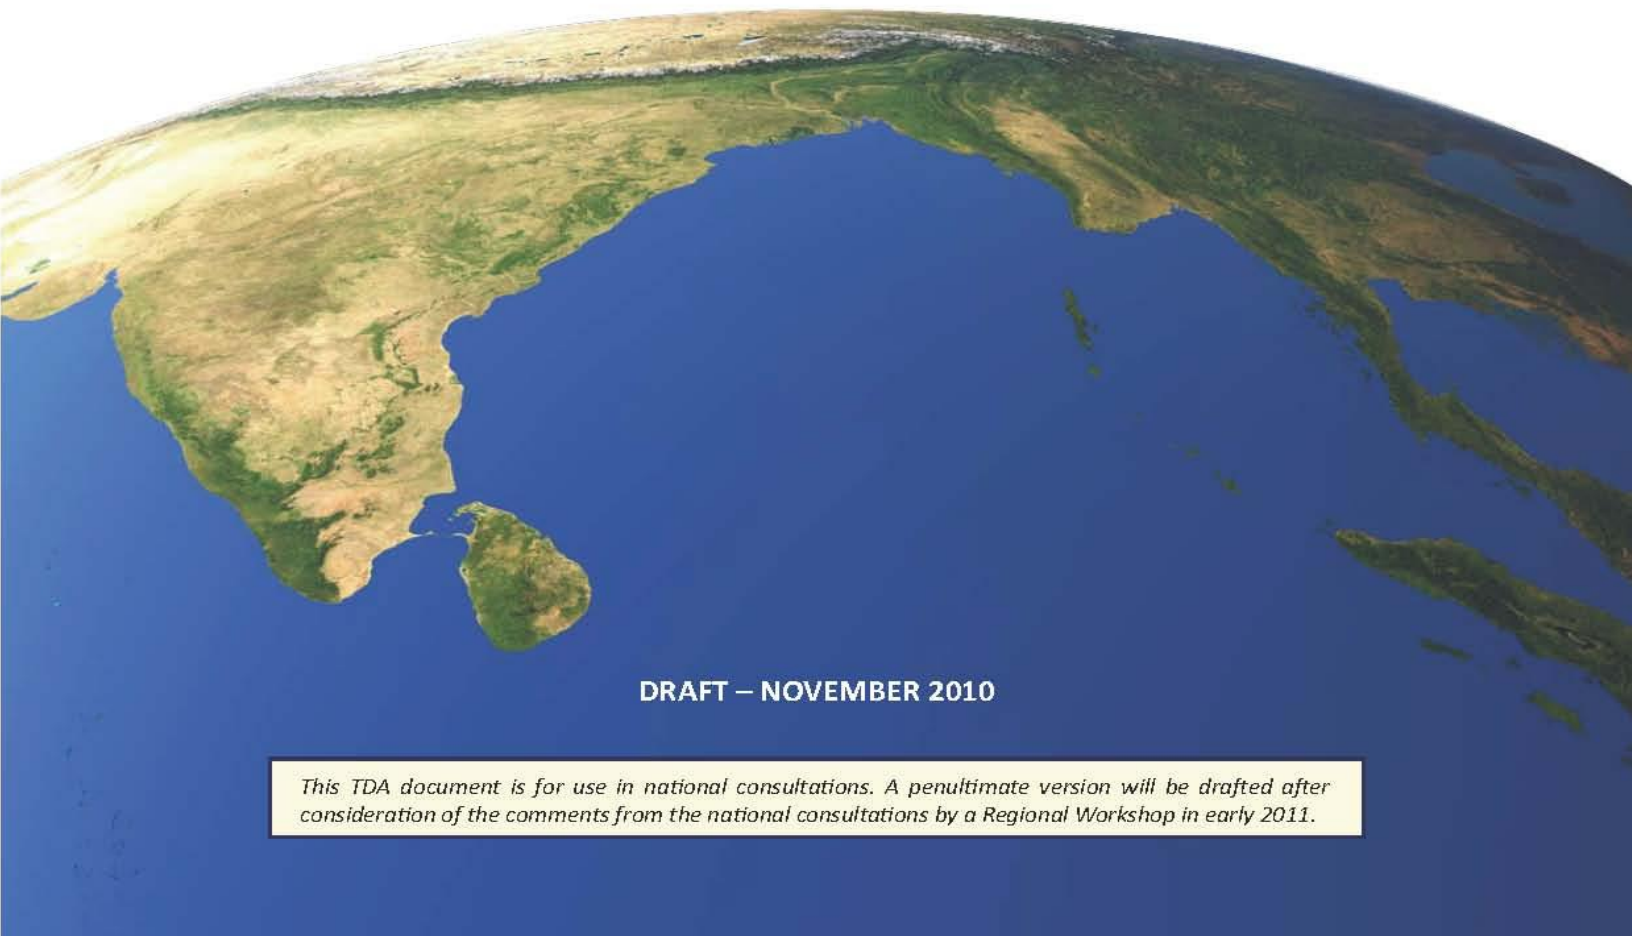 DRAFT – NOVEMBER 2010
This TDA document is for use in national consultations. A penultimate version will be drafted after
consideration of the comments from the national consultations by a Regional Workshop in early 2011.